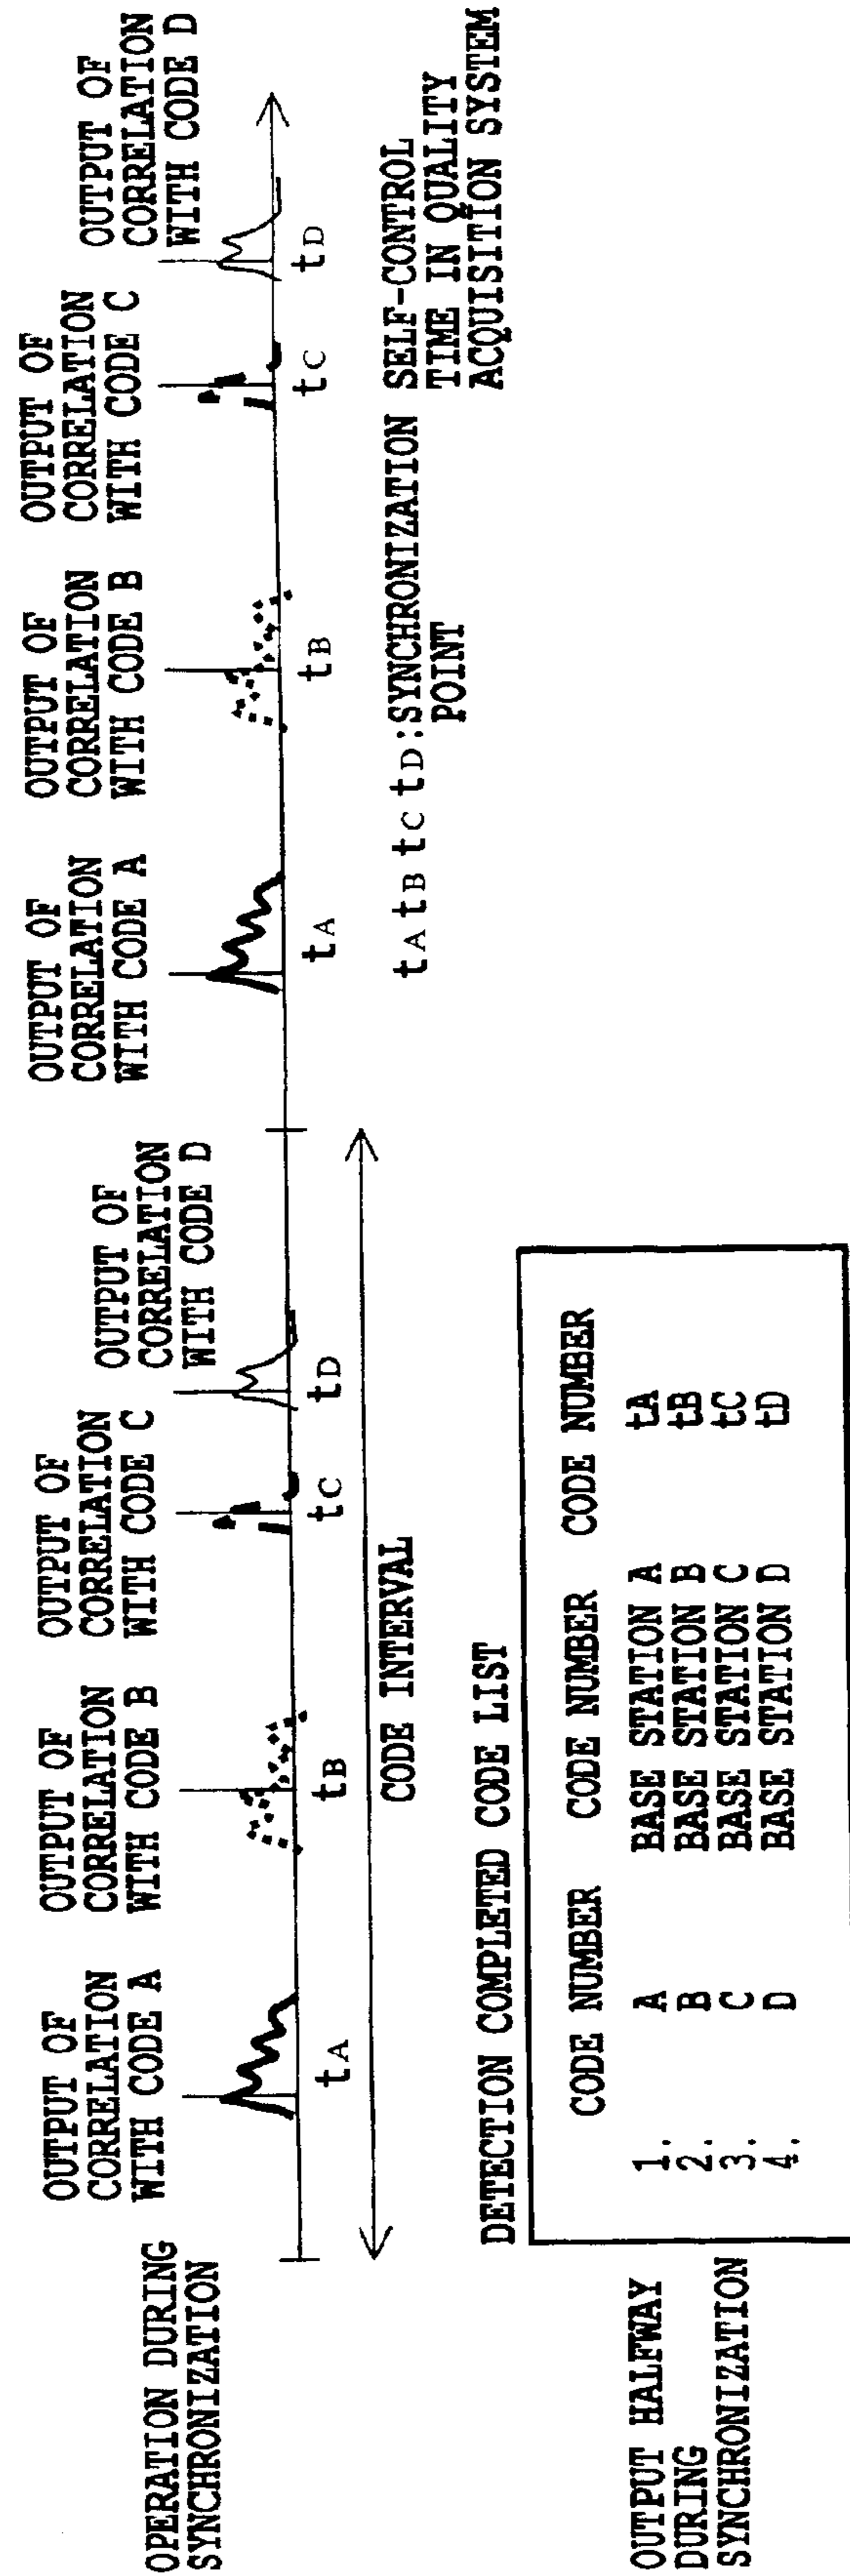 OPERATION DURING
SYNCHRONIZATION
OUTPUT OF
CORRELATION
WITH CODE A
OUTPUT OF
CORRELATION
WITH CODE B
OUTPUT OF
CORRELATION
WITH CODE C
OUTPUT OF
CORRELATION
WITH CODE D
OUTPUT OF
CORRELATION
WITH CODE A
OUTPUT OF
CORRELATION
WITH CODE B
OUTPUT OF
CORRELATION
WITH CODE C
OUTPUT OF
CORRELATION
WITH CODE D
tA
tB
tC
tD
tA
tB
tC
tD
CODE INTERVAL
tA tB tC tD:SYNCHRONIZATION
POINT
SELF-CONTROL
TIME IN QUALITY
ACQUISITION SYSTEM
OUTPUT HALFWAY
DURING
SYNCHRONIZATION
DETECTION COMPLETED CODE LIST
CODE NUMBER CODE NUMBER CODE NUMBER
1. A BASE STATION A tA
2. B BASE STATION B tB
3. C BASE STATION C tC
4. D BASE STATION D tD